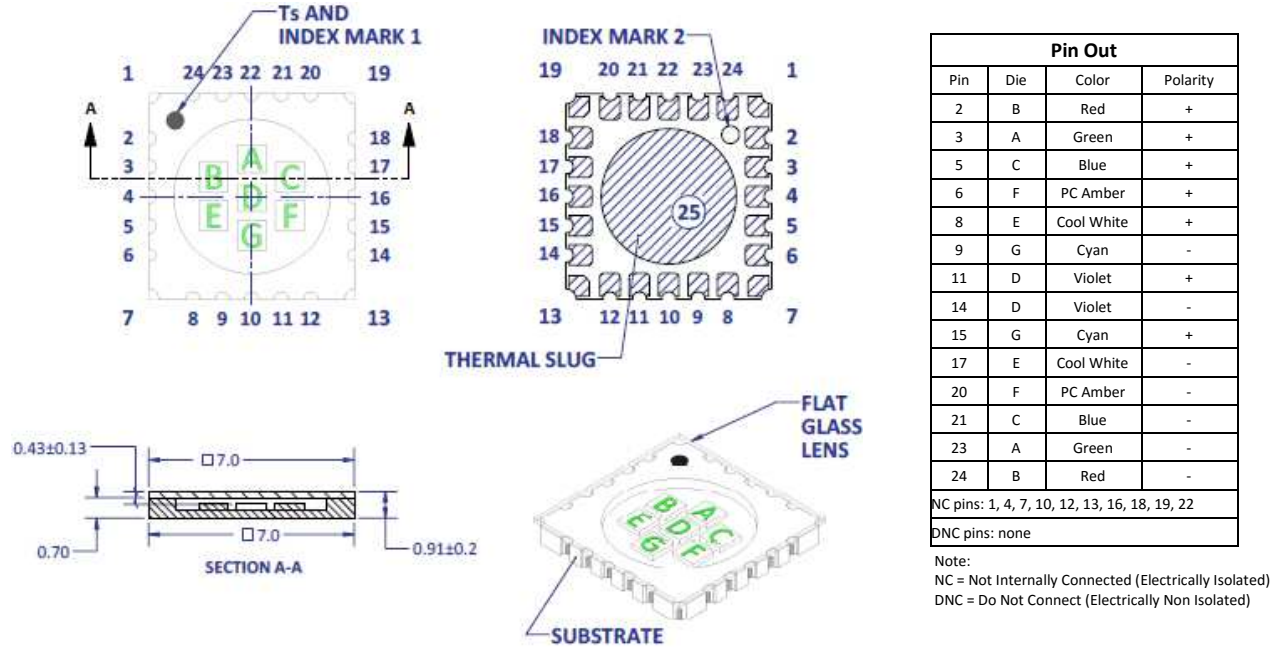 Ts AND
INDEX MARK 1
1 24 23 22 21 20 19
A A
2 18
3 17
4 16
5 15
6 14
7 8 9 10 11 12 13
A
B C
D
E F
G
INDEX MARK 2
19 20 21 22 23 24 1
18 2
17 3
16 4
15 5
14 6
25
13 12 11 10 9 8 7
THERMAL SLUG
0.43±0.13
□7.0
□7.0
0.70
0.91±0.2
SECTION A-A
FLAT
GLASS
LENS
B A
E D C
G F
SUBSTRATE
Pin Out
Pin Die Color Polarity
2 B Red +
3 A Green +
5 C Blue +
6 F PC Amber +
8 E Cool White +
9 G Cyan -
11 D Violet +
14 D Violet -
15 G Cyan +
17 E Cool White -
20 F PC Amber -
21 C Blue -
23 A Green -
24 B Red -
NC pins: 1, 4, 7, 10, 12, 13, 16, 18, 19, 22
DNC pins: none
Note:
NC = Not Internally Connected (Electrically Isolated)
DNC = Do Not Connect (Electrically Non Isolated)